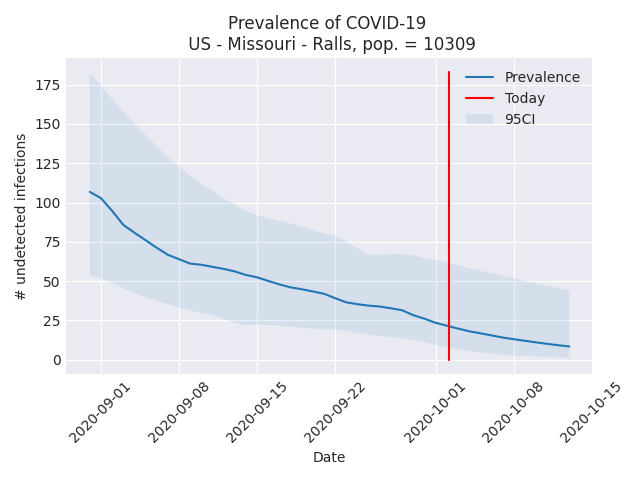 Prevalence of COVID-19
US - Missouri - Ralls, pop. = 10309
# undetected infections
175
150
125
100
75
50
25
0
Prevalence
Today
95CI
2020-09-01
2020-09-08
2020-09-15
2020-09-22
2020-10-01
2020-10-08
2020-10-15
Date